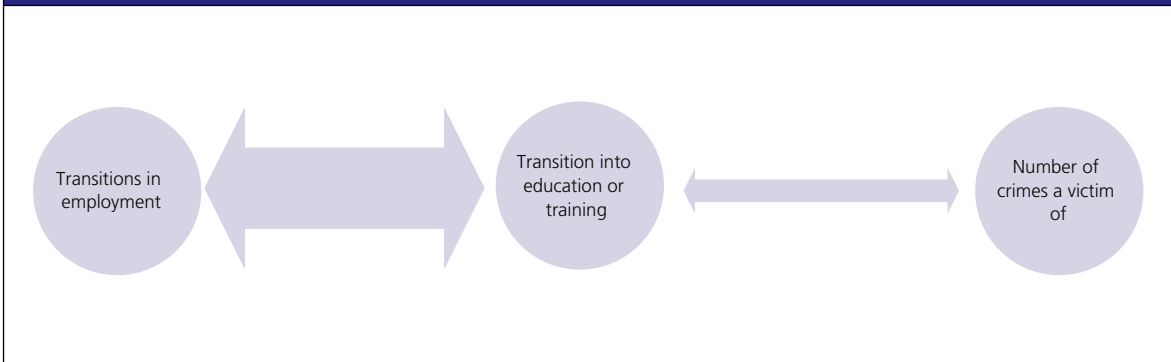 Transitions in
employment
Transition into
education or
training
Number of
crimes a victim
of